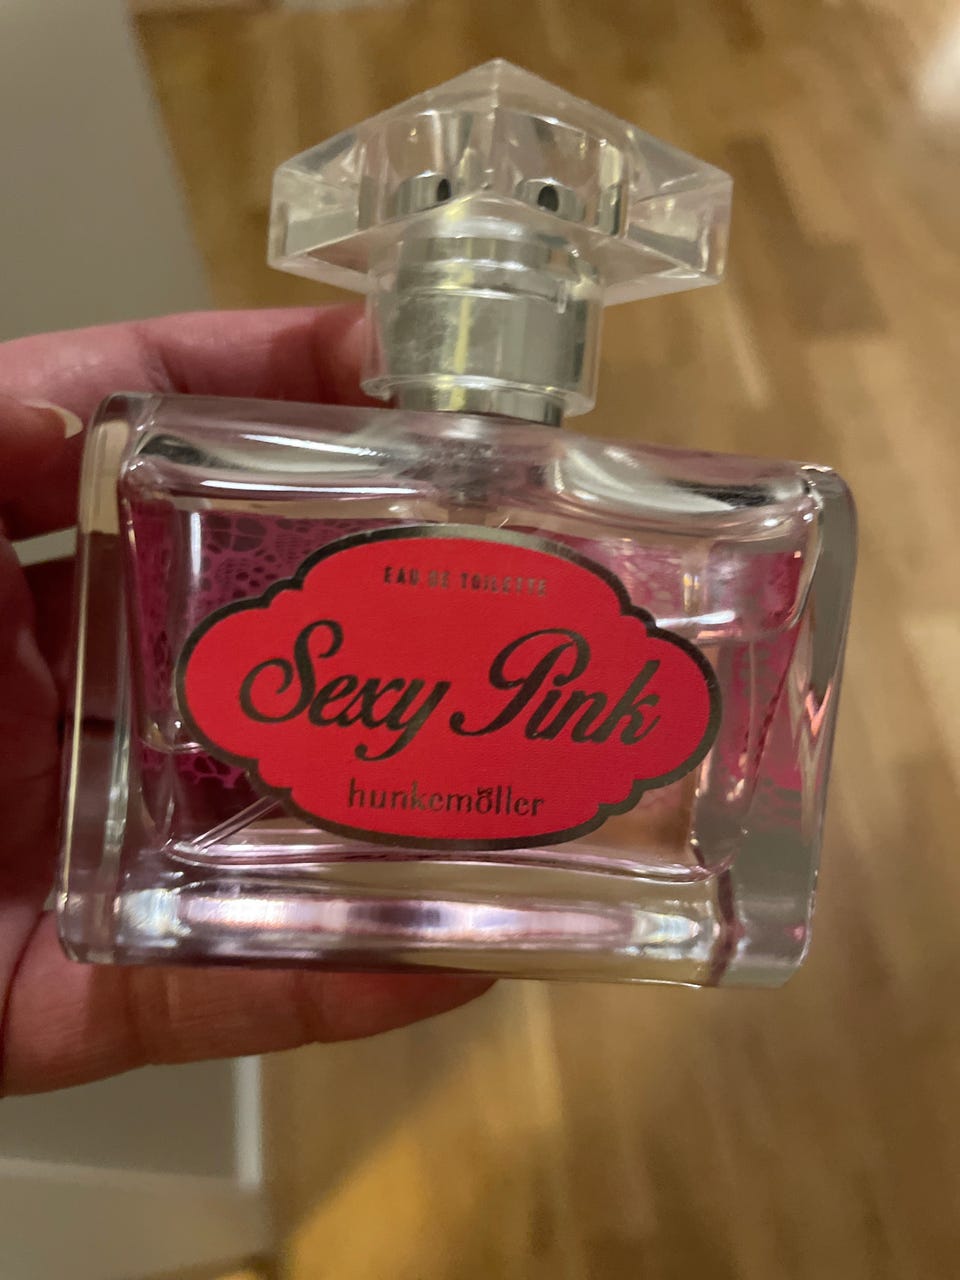 EAU DE TOILETTE
Sexy Pink
hunkemöller